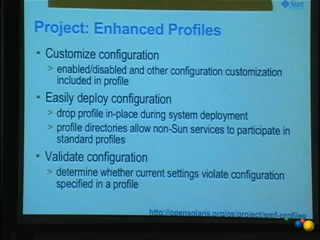 Sun
Project: Enhanced Profiles
• Customize configuration
> enabled/disabled and other configuration customization
included in profile
• Easily deploy configuration
> drop profile in-place during system deployment
> profile directories allow non-Sun services to participate in
standard profiles
• Validate configuration
> determine whether current settings violate configuration
specified in a profile
http://opensolaris.org/os/project/smf-profiles